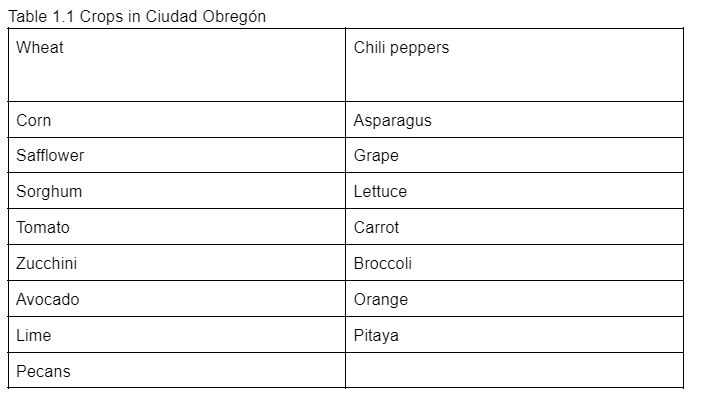 Table 1.1 Crops in Ciudad Obregón
Wheat Chili peppers
Corn Asparagus
Safflower Grape
Sorghum Lettuce
Tomato Carrot
Zucchini Broccoli
Avocado Orange
Lime Pitaya
Pecans